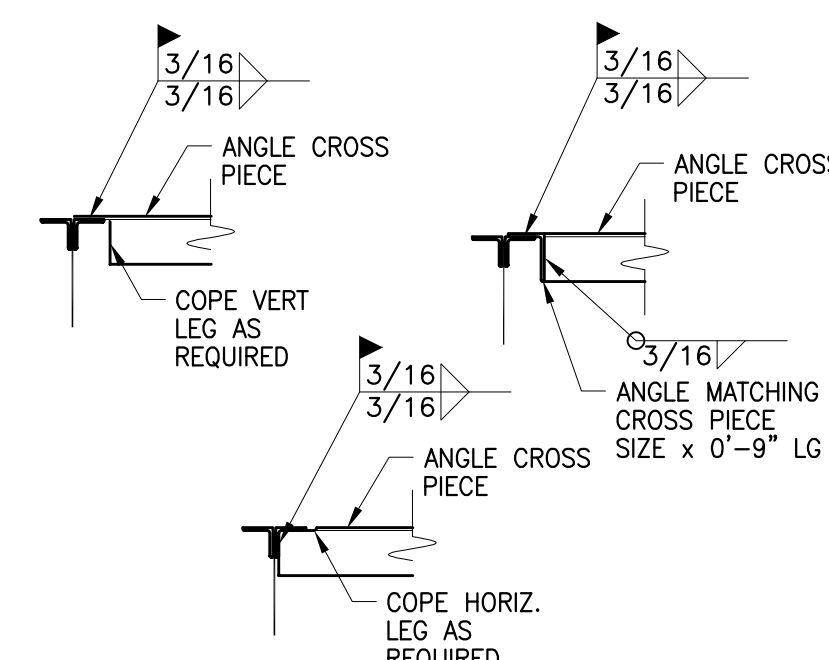 3/16
3/16
ANGLE CROSS
PIECE
COPE VERT
LEG AS
REQUIRED
3/16
3/16
ANGLE CROSS
PIECE
3/16
ANGLE MATCHING
CROSS PIECE
SIZE x 0'-9" LG
3/16
3/16
ANGLE CROSS
PIECE
COPE HORIZ.
LEG AS
REQUIRED